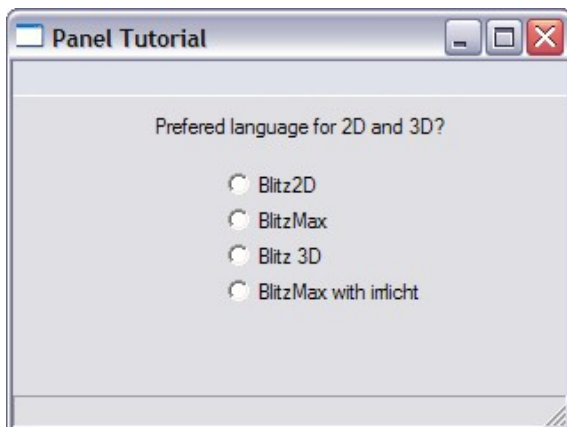 Panel Tutorial
Prefered language for 2D and 3D?
Blitz2D
BlitzMax
Blitz 3D
BlitzMax with irrlicht